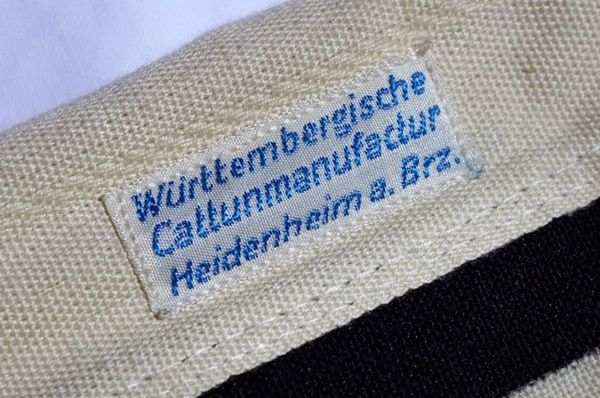 Württembergische
Cattunmanufactur
Heidenheim a. Brz.